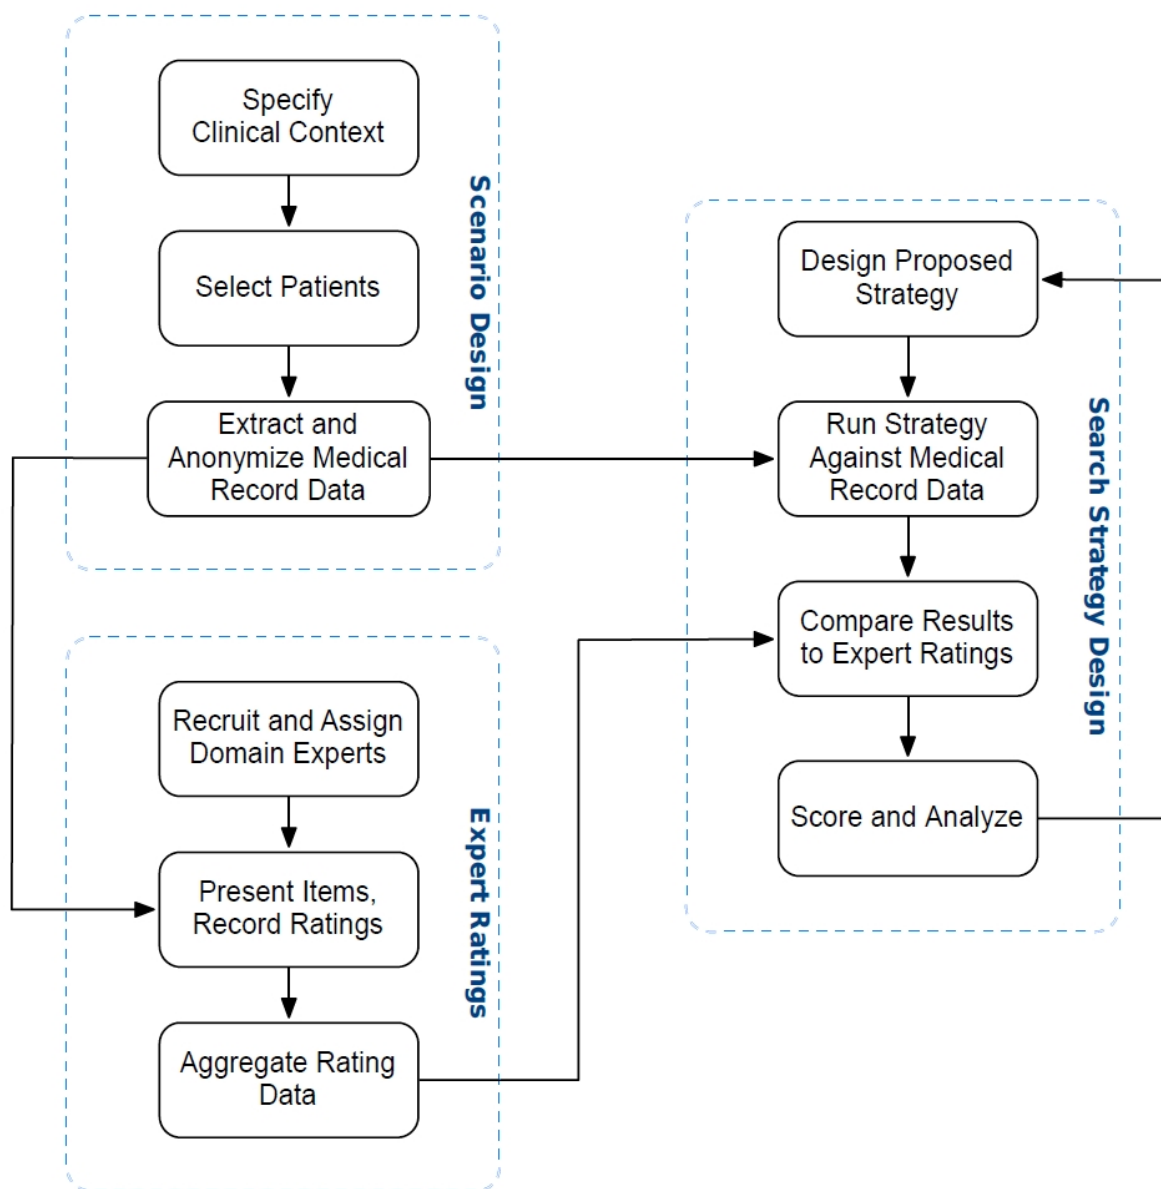 Specify
Clinical Context
Select Patients
Extract and
Anonymize Medical
Record Data
Scenario Design
Recruit and Assign
Domain Experts
Present Items,
Record Ratings
Aggregate Rating
Data
Expert Ratings
Design Proposed
Strategy
Run Strategy
Against Medical
Record Data
Compare Results
to Expert Ratings
Score and Analyze
Search Strategy Design